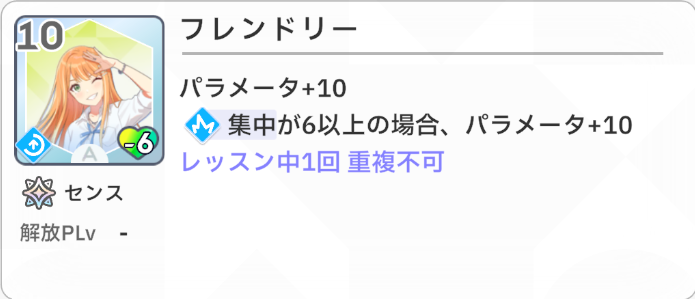 10
フレンドリー
パラメータ+10
集中が6以上の場合、パラメータ+10
レッスン中1回 重複不可
A
-6
センス
解放PLv -